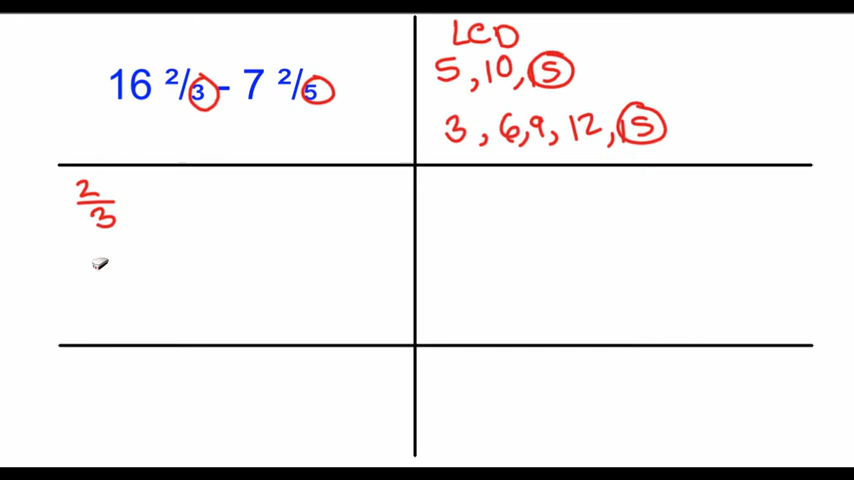 16 ²/3 - 7 ²/5
LCD
5, 10, 15
3, 6, 9, 12, 15
2
3